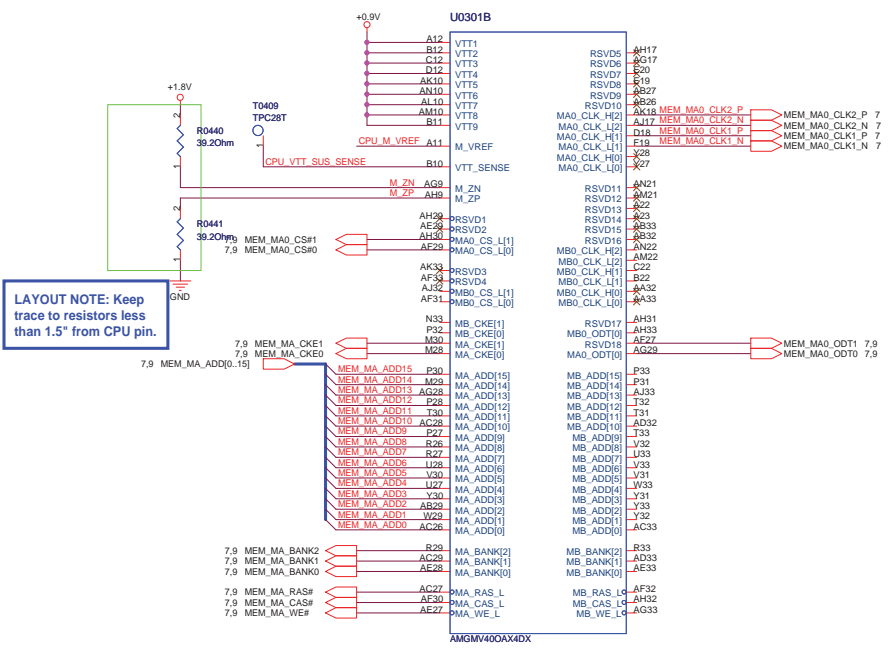 +0.9V
U0301B
A12 VTT1
B12 VTT2
C12 VTT3
D12 VTT4
AK10 VTT5
AN10 VTT6
AL10 VTT7
AM10 VTT8
B11 VTT9
CPU_M_VREF A11 M_VREF
CPU_VTT_SUS_SENSE B10 VTT_SENSE
M_ZN AG9 M_ZN
M_ZP AH9 M_ZP
+1.8V
T0409
TPC28T
1
2
R0440
39.2Ohm
1
2
R0441
39.2Ohm
1
GND
LAYOUT NOTE: Keep
trace to resistors less
than 1.5" from CPU pin.
AH29 RSVD1
AE29 RSVD2
7,9 MEM_MA0_CS#1 AH30 MA0_CS_L[1]
7,9 MEM_MA0_CS#0 AF29 MA0_CS_L[0]
AK33 RSVD3
AF33 RSVD4
AJ32 MB0_CS_L[1]
AF31 MB0_CS_L[0]
N33 MB_CKE[1]
P32 MB_CKE[0]
7,9 MEM_MA_CKE1 M30 MA_CKE[1]
7,9 MEM_MA_CKE0 M28 MA_CKE[0]
7,9 MEM_MA_ADD[0..15]
MEM_MA_ADD15 P30 MA_ADD[15]
MEM_MA_ADD14 M29 MA_ADD[14]
MEM_MA_ADD13 AG28 MA_ADD[13]
MEM_MA_ADD12 P28 MA_ADD[12]
MEM_MA_ADD11 T30 MA_ADD[11]
MEM_MA_ADD10 AC28 MA_ADD[10]
MEM_MA_ADD9 P27 MA_ADD[9]
MEM_MA_ADD8 R26 MA_ADD[8]
MEM_MA_ADD7 R27 MA_ADD[7]
MEM_MA_ADD6 U28 MA_ADD[6]
MEM_MA_ADD5 V30 MA_ADD[5]
MEM_MA_ADD4 U27 MA_ADD[4]
MEM_MA_ADD3 Y30 MA_ADD[3]
MEM_MA_ADD2 AB29 MA_ADD[2]
MEM_MA_ADD1 W29 MA_ADD[1]
MEM_MA_ADD0 AC26 MA_ADD[0]
7,9 MEM_MA_BANK2 R29 MA_BANK[2]
7,9 MEM_MA_BANK1 AC29 MA_BANK[1]
7,9 MEM_MA_BANK0 AE28 MA_BANK[0]
7,9 MEM_MA_RAS# AC27 MA_RAS_L
7,9 MEM_MA_CAS# AF30 MA_CAS_L
7,9 MEM_MA_WE# AE27 MA_WE_L
RSVD5 AH17
RSVD6 AG17
RSVD7 C20
RSVD8 C19
RSVD9 AB27
RSVD10 AB26
MA0_CLK_H[2] AK18 MEM_MA0_CLK2_P MEM_MA0_CLK2_P 7
MA0_CLK_L[2] AJ17 MEM_MA0_CLK2_N MEM_MA0_CLK2_N 7
MA0_CLK_H[1] D18 MEM_MA0_CLK1_P MEM_MA0_CLK1_P 7
MA0_CLK_L[1] E19 MEM_MA0_CLK1_N MEM_MA0_CLK1_N 7
MA0_CLK_H[0] Y28
MA0_CLK_L[0] Y27
RSVD11 AN21
RSVD12 AM21
RSVD13 A22
RSVD14 A23
RSVD15 AB33
RSVD16 AB32
MB0_CLK_H[2] AN22
MB0_CLK_L[2] AM22
MB0_CLK_H[1] C22
MB0_CLK_L[1] B22
MB0_CLK_H[0] AA32
MB0_CLK_L[0] AA33
RSVD17 AH31
MB0_ODT[0] AH33
RSVD18 AF27 MEM_MA0_ODT1 7,9
MA0_ODT[0] AG29 MEM_MA0_ODT0 7,9
MB_ADD[15] P33
MB_ADD[14] P31
MB_ADD[13] AJ33
MB_ADD[12] T32
MB_ADD[11] T31
MB_ADD[10] AD32
MB_ADD[9] T33
MB_ADD[8] V32
MB_ADD[7] U33
MB_ADD[6] V33
MB_ADD[5] V31
MB_ADD[4] W33
MB_ADD[3] Y31
MB_ADD[2] Y33
MB_ADD[1] Y32
MB_ADD[0] AC33
MB_BANK[2] R33
MB_BANK[1] AD33
MB_BANK[0] AE33
MB_RAS_L AF32
MB_CAS_L AH32
MB_WE_L AG33
AMGMV40OAX4DX